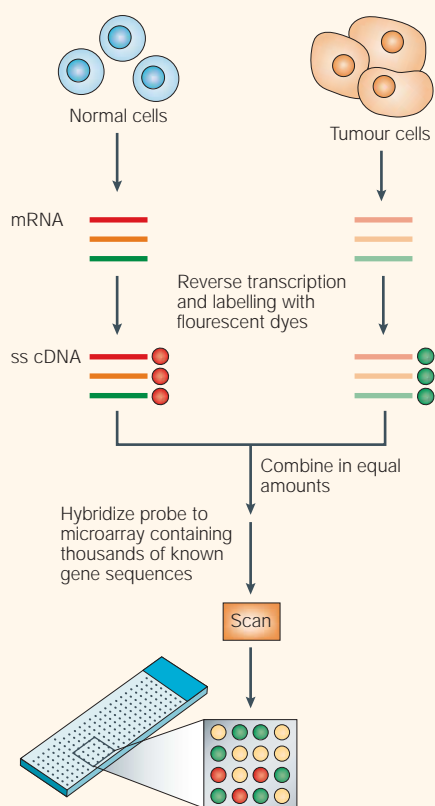 Normal cells
Tumour cells
mRNA
Reverse transcription
and labelling with
flourescent dyes
ss cDNA
Combine in equal
amounts
Hybridize probe to
microarray containing
thousands of known
gene sequences
Scan